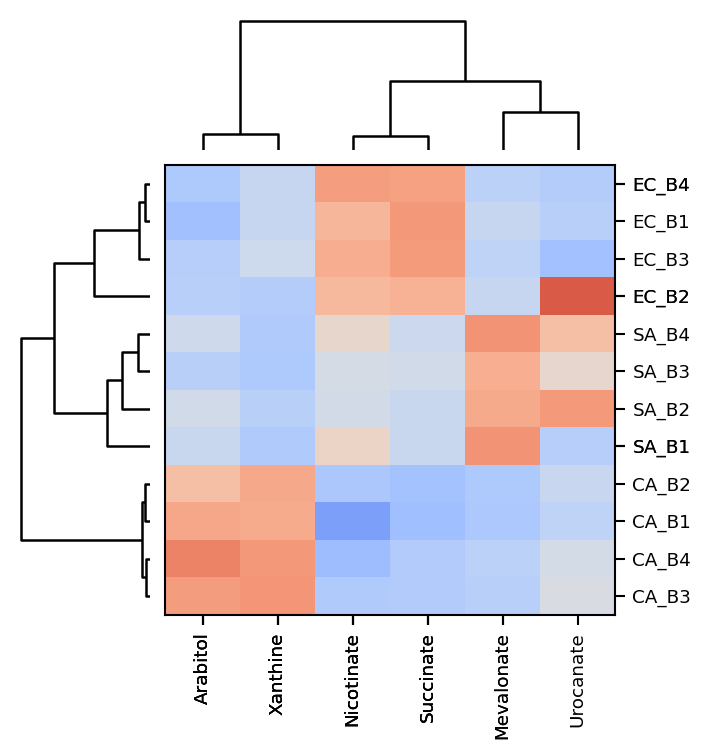 EC_B4
EC_B1
EC_B3
EC_B2
SA_B4
SA_B3
SA_B2
SA_B1
CA_B2
CA_B1
CA_B4
CA_B3
Arabitol
Xanthine
Nicotinate
Succinate
Mevalonate
Urocanate